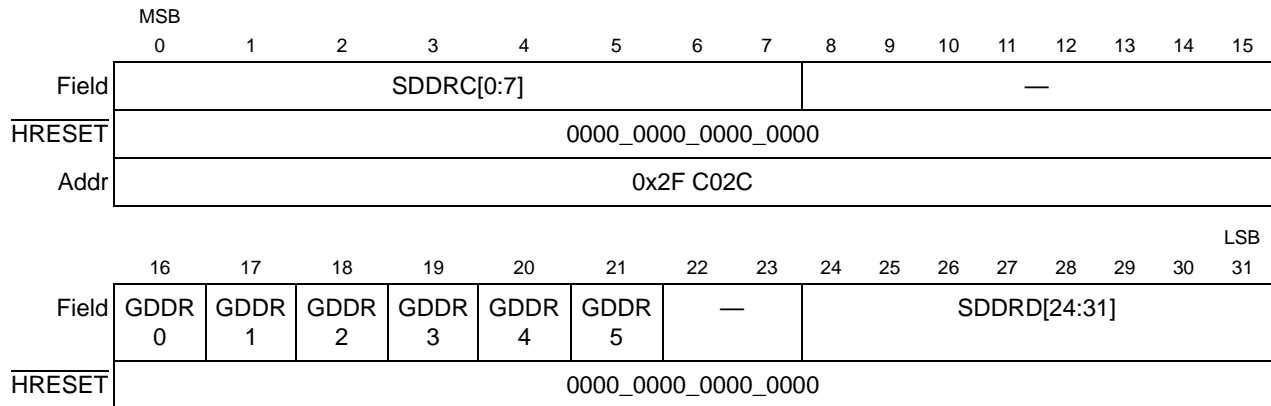 MSB
0 1 2 3 4 5 6 7 8 9 10 11 12 13 14 15
Field SDDRC[0:7] —
HRESET 0000_0000_0000_0000
Addr 0x2F C02C
LSB
16 17 18 19 20 21 22 23 24 25 26 27 28 29 30 31
Field GDDR GDDR GDDR GDDR GDDR GDDR — SDDRD[24:31]
0 1 2 3 4 5
HRESET 0000_0000_0000_0000